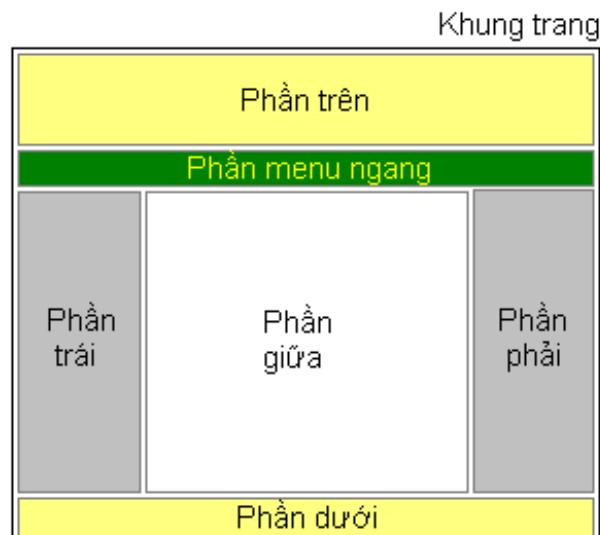 Khung trang
Phần trên
Phần menu ngang
Phần
trái
Phần
giữa
Phần
phải
Phần dưới